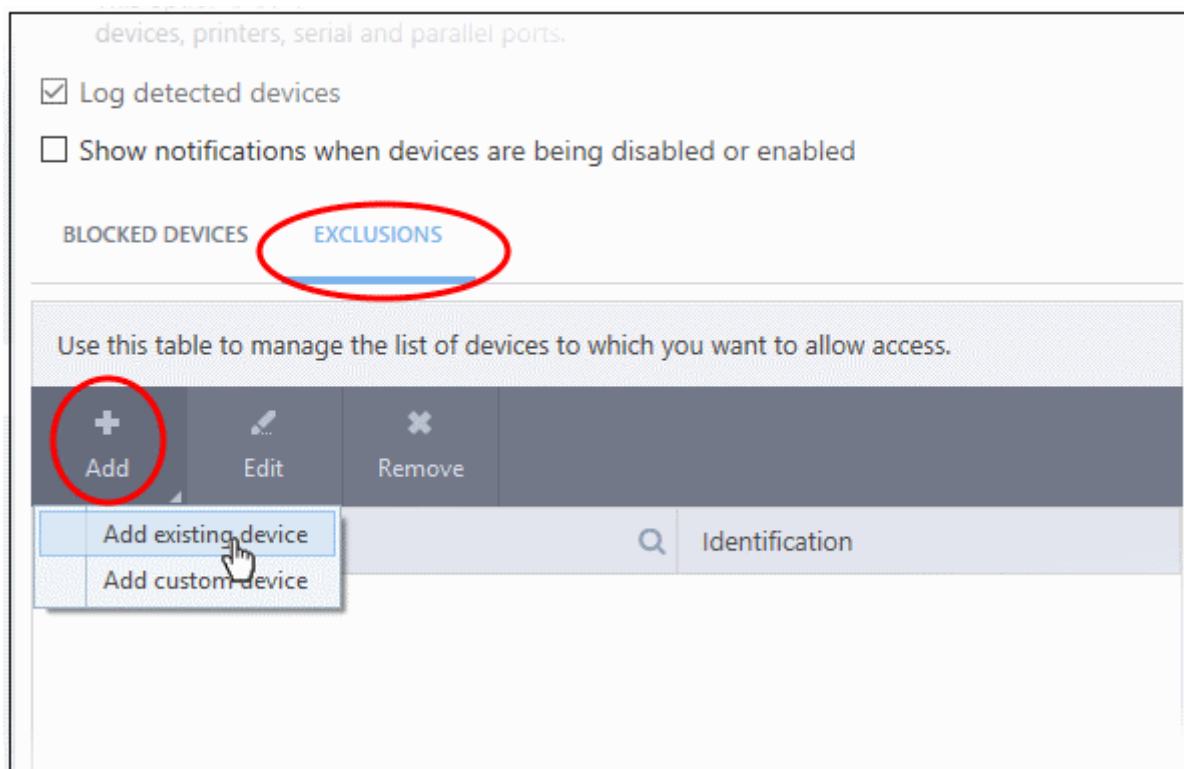 devices, printers, serial and parallel ports.
Log detected devices
Show notifications when devices are being disabled or enabled
BLOCKED DEVICES EXCLUSIONS
Use this table to manage the list of devices to which you want to allow access.
Add Edit Remove
Add existing device
Identification
Add custom device